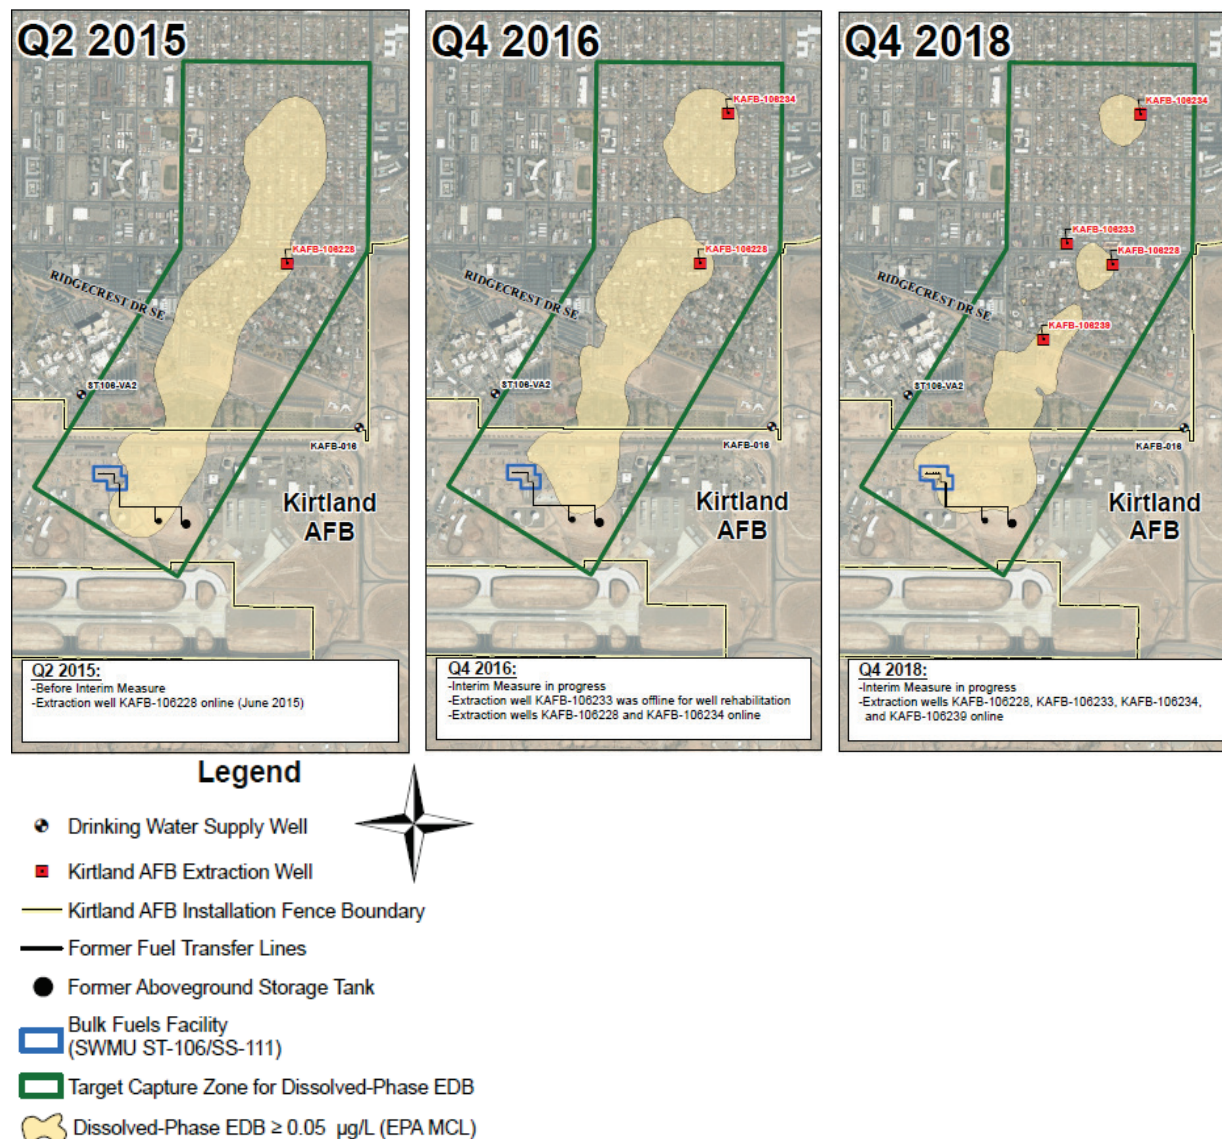 Q2 2015
KAFB-106228
RIDGECREST DR SE
ST106-VA2
KAFB-016
Kirtland
AFB
Q2 2015:
-Before Interim Measure
-Extraction well KAFB-106228 online (June 2015)
Q4 2016
KAFB-106234
KAFB-106228
RIDGECREST DR SE
ST106-VA2
KAFB-016
Kirtland
AFB
Q4 2016:
-Interim Measure in progress
-Extraction well KAFB-106233 was offline for well rehabilitation
-Extraction wells KAFB-106228 and KAFB-106234 online
Q4 2018
KAFB-106234
KAFB-106233
KAFB-106228
RIDGECREST DR SE
KAFB-106239
ST106-VA2
KAFB-016
Kirtland
AFB
Q4 2018:
-Interim Measure in progress
-Extraction wells KAFB-106228, KAFB-106233, KAFB-106234,
and KAFB-106239 online
Legend
Drinking Water Supply Well
Kirtland AFB Extraction Well
Kirtland AFB Installation Fence Boundary
Former Fuel Transfer Lines
Former Aboveground Storage Tank
Bulk Fuels Facility
(SWMU ST-106/SS-111)
Target Capture Zone for Dissolved-Phase EDB
Dissolved-Phase EDB ≥ 0.05 µg/L (EPA MCL)